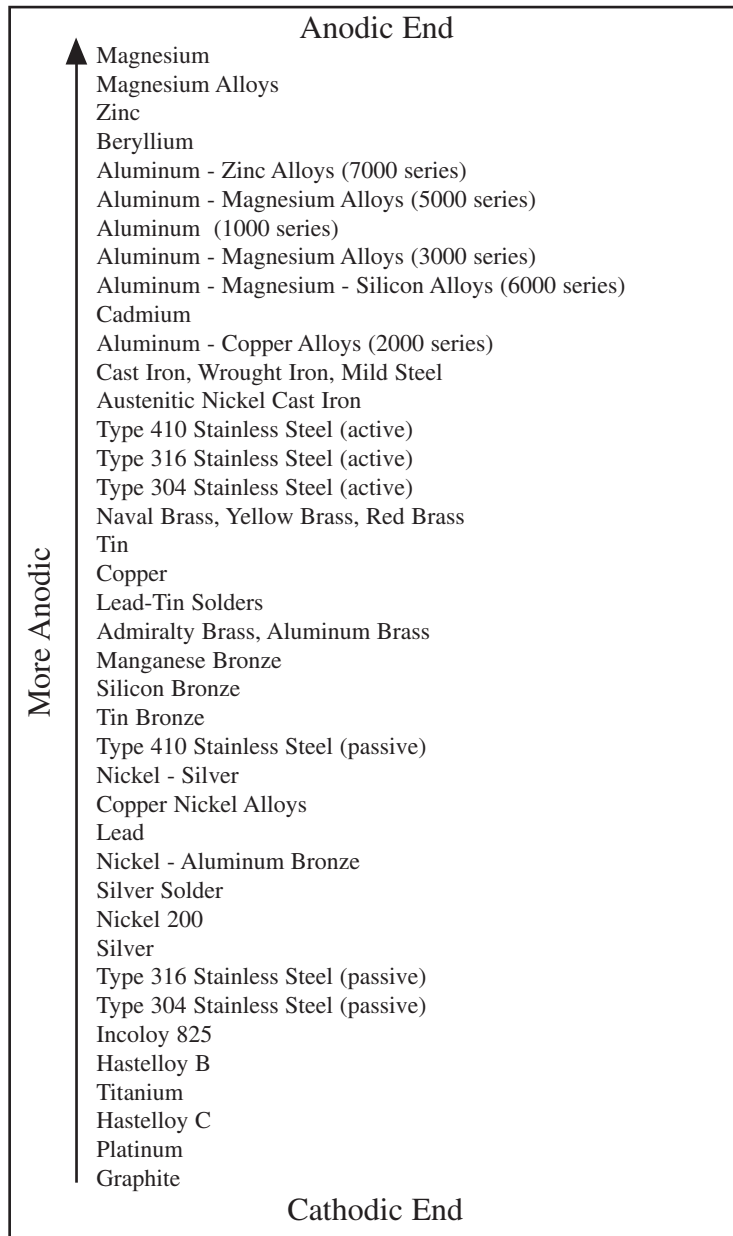 Anodic End
Magnesium
Magnesium Alloys
Zinc
Beryllium
Aluminum - Zinc Alloys (7000 series)
Aluminum - Magnesium Alloys (5000 series)
Aluminum (1000 series)
Aluminum - Magnesium Alloys (3000 series)
Aluminum - Magnesium - Silicon Alloys (6000 series)
Cadmium
Aluminum - Copper Alloys (2000 series)
Cast Iron, Wrought Iron, Mild Steel
Austenitic Nickel Cast Iron
Type 410 Stainless Steel (active)
Type 316 Stainless Steel (active)
Type 304 Stainless Steel (active)
Naval Brass, Yellow Brass, Red Brass
Tin
Copper
Lead-Tin Solders
Admiralty Brass, Aluminum Brass
Manganese Bronze
Silicon Bronze
Tin Bronze
Type 410 Stainless Steel (passive)
Nickel - Silver
Copper Nickel Alloys
Lead
Nickel - Aluminum Bronze
Silver Solder
Nickel 200
Silver
Type 316 Stainless Steel (passive)
Type 304 Stainless Steel (passive)
Incoloy 825
Hastelloy B
Titanium
Hastelloy C
Platinum
Graphite
Cathodic End
More Anodic